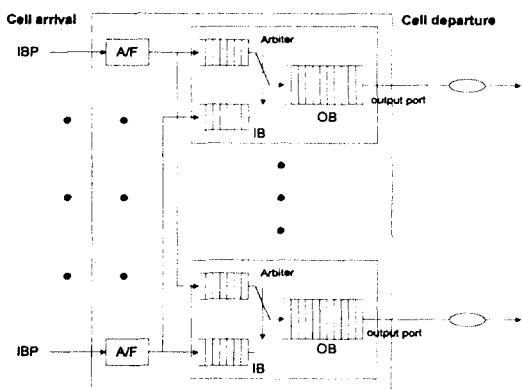 Cell arrival
Cell departure
IBP
A/F
Arbiter
IB
OB
output port
Arbiter
IBP
A/F
IB
OB
output port